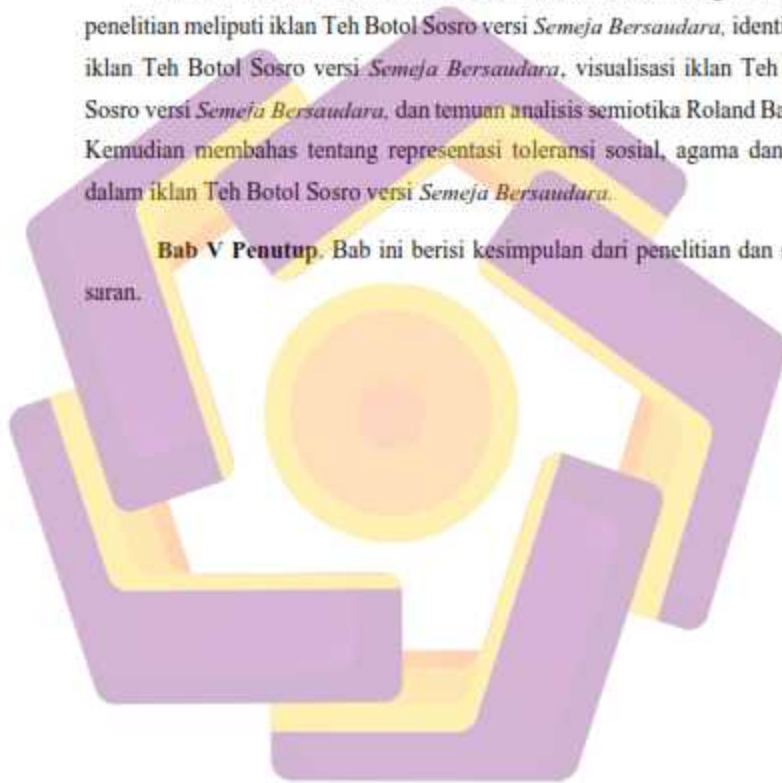 penelitian meliputi iklan Teh Botol Sosro versi Semeja Bersaudara, identi
iklan Teh Botol Sosro versi Semeja Bersaudara, visualisasi iklan Teh
Sosro versi Semeja Bersaudara, dan temuan analisis semiotika Roland Ba
Kemudian membahas tentang representasi toleransi sosial, agama dan
dalam iklan Teh Botol Sosro versi Semeja Bersaudara.
Bab V Penutup. Bab ini berisi kesimpulan dari penelitian dan
saran.